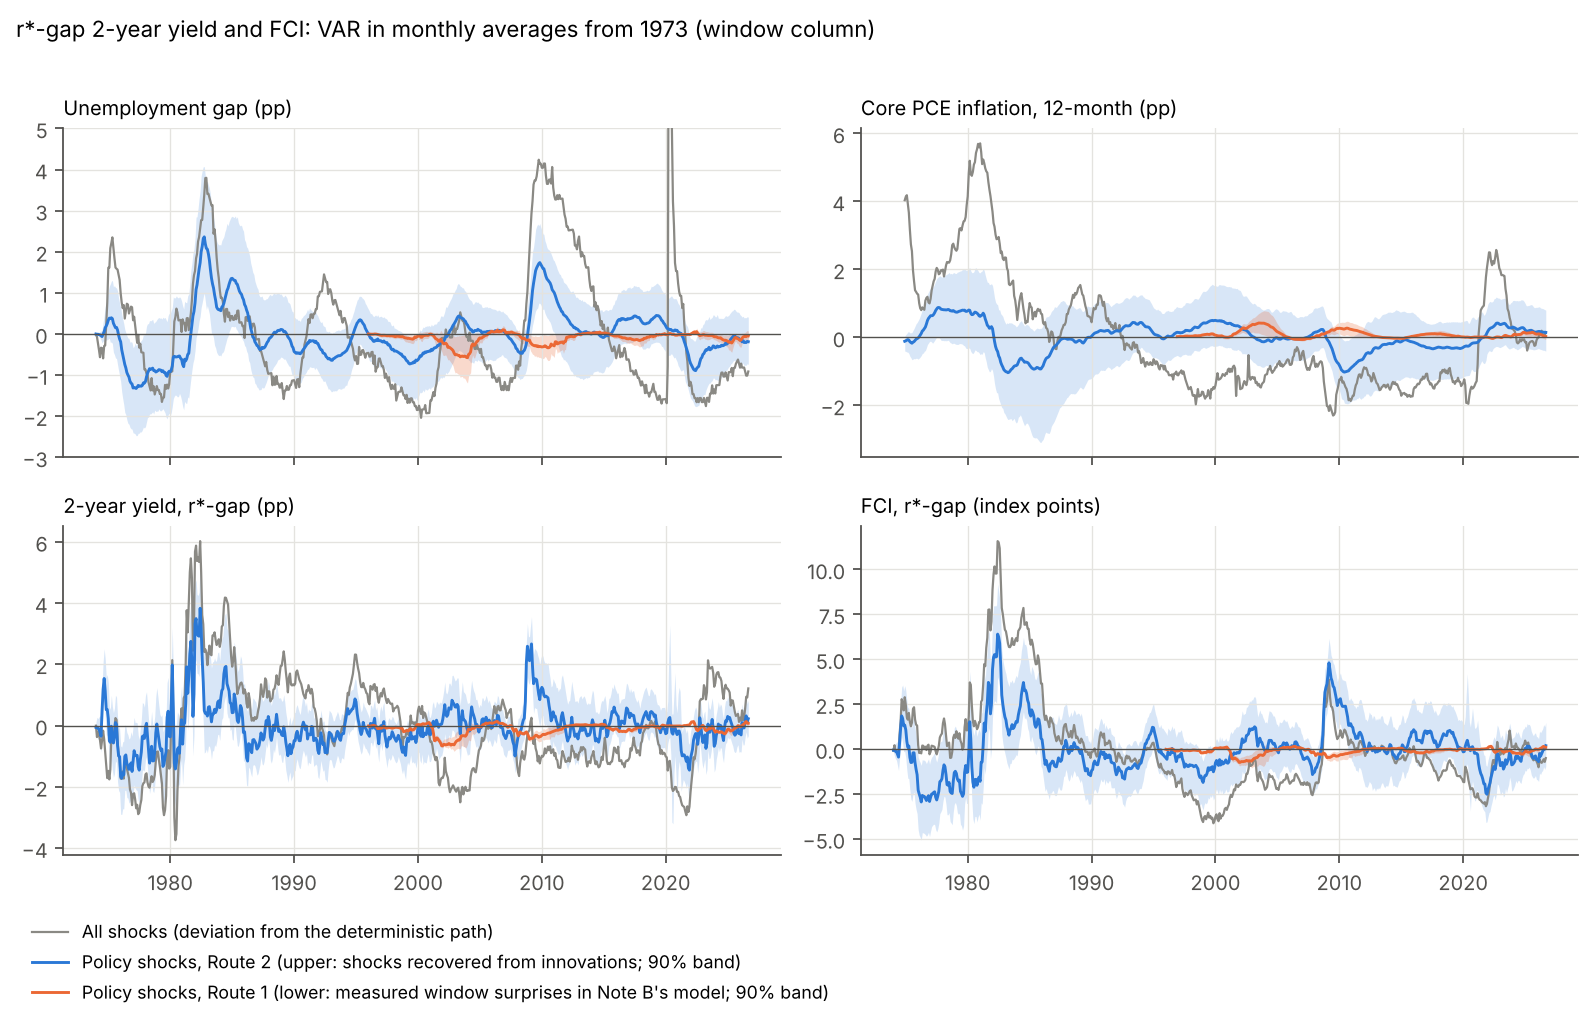 r*-gap 2-year yield and FCI: VAR in monthly averages from 1973 (window column)
Unemployment gap (pp)
5
4
3
2
1
0
−1
−2
−3
Core PCE inflation, 12-month (pp)
6
4
2
0
−2
2-year yield, r*-gap (pp)
6
4
2
0
−2
−4
1980 1990 2000 2010 2020
FCI, r*-gap (index points)
10.0
7.5
5.0
2.5
0.0
−2.5
−5.0
1980 1990 2000 2010 2020
All shocks (deviation from the deterministic path)
Policy shocks, Route 2 (upper: shocks recovered from innovations; 90% band)
Policy shocks, Route 1 (lower: measured window surprises in Note B's model; 90% band)